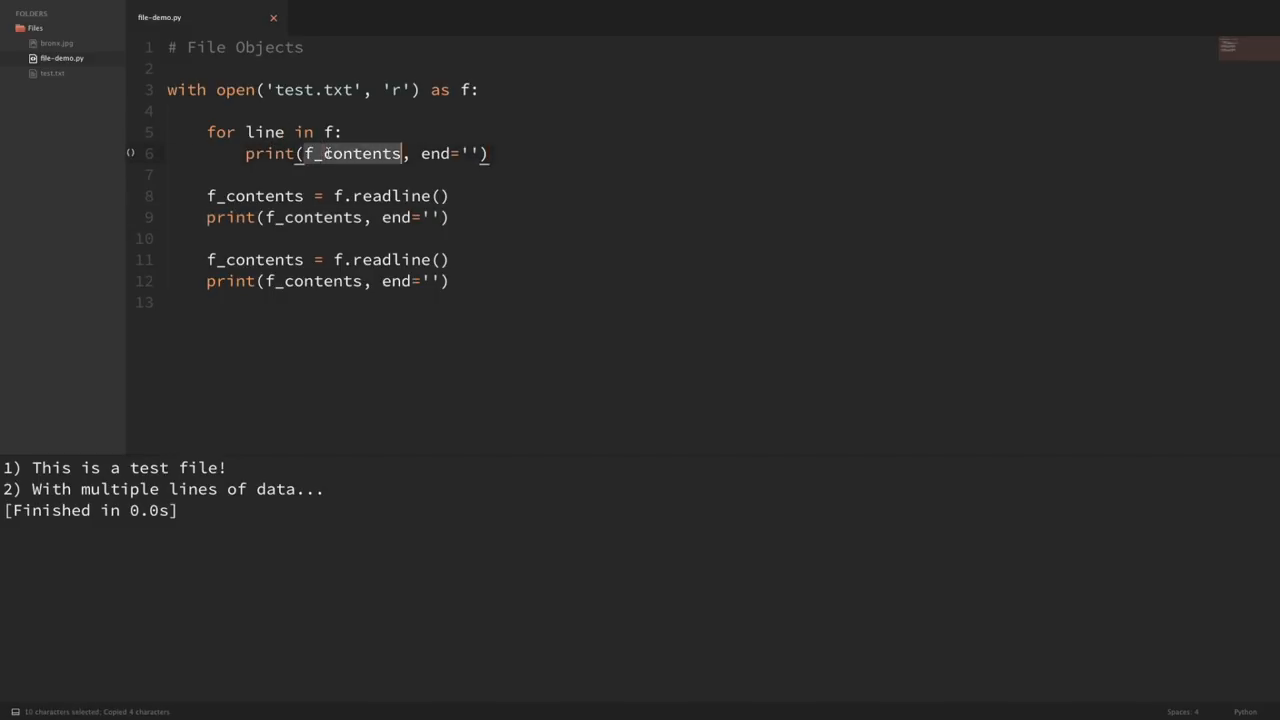 FOLDERS
Files
bronx.jpg
file-demo.py
test.txt
file-demo.py ×
1 # File Objects
2
3 with open('test.txt', 'r') as f:
4
5     for line in f:
() 6         print(f_contents, end='')
7
8     f_contents = f.readline()
9     print(f_contents, end='')
10
11     f_contents = f.readline()
12     print(f_contents, end='')
13
1) This is a test file!
2) With multiple lines of data...
[Finished in 0.0s]
10 characters selected; Copied 4 characters
Spaces: 4
Python